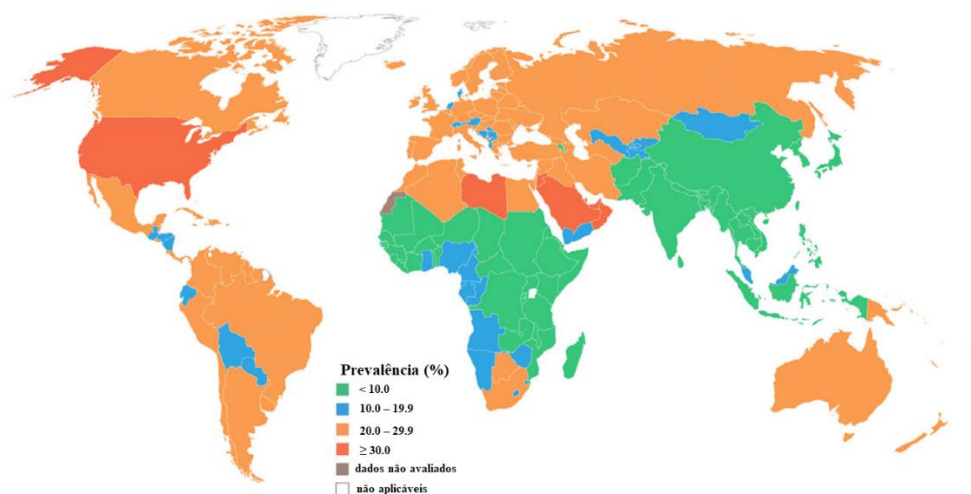 Prevalência (%)
< 10.0
10.0 – 19.9
20.0 – 29.9
≥ 30.0
dados não avaliados
não aplicáveis